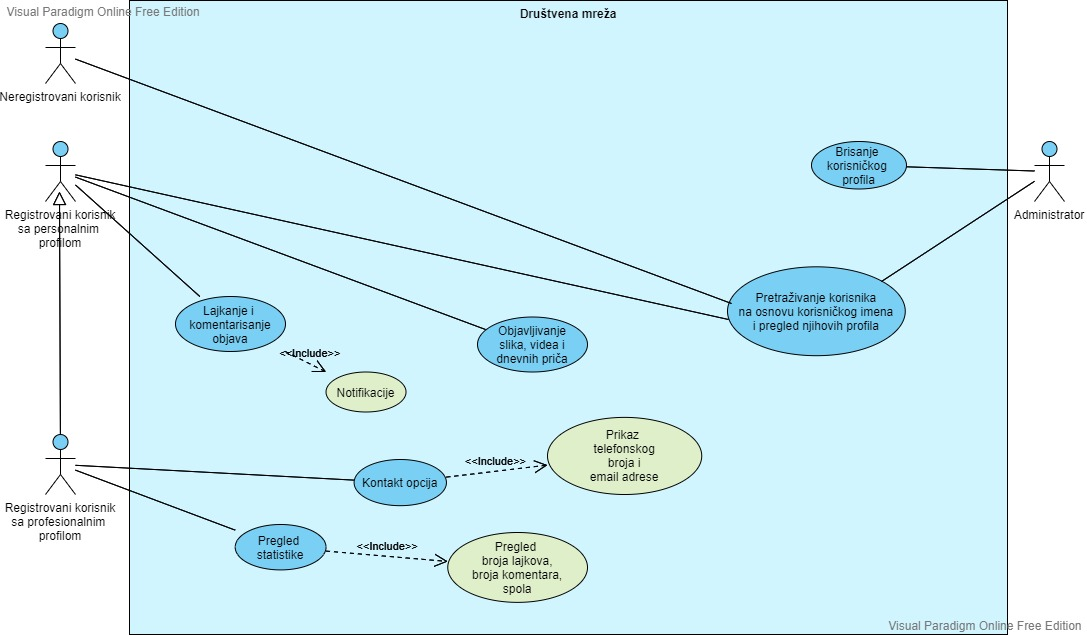 Visual Paradigm Online Free Edition
Društvena mreža
Neregistrovani korisnik
Brisanje
korisničkog
profila
Administrator
Registrovani korisnik
sa personalnim
profilom
Pretraživanje korisnika
na osnovu korisničkog imena
i pregled njihovih profila
Lajkanje i
komentarisanje
objava
Objavljivanje
slika, videa i
dnevnih priča
<<Include>>
Notifikacije
Prikaz
telefonskog
broja i
email adrese
<<Include>>
Kontakt opcija
Registrovani korisnik
sa profesionalnim
profilom
Pregled
statistike
<<Include>>
Pregled
broja lajkova,
broja komentara,
spola
Visual Paradigm Online Free Edition